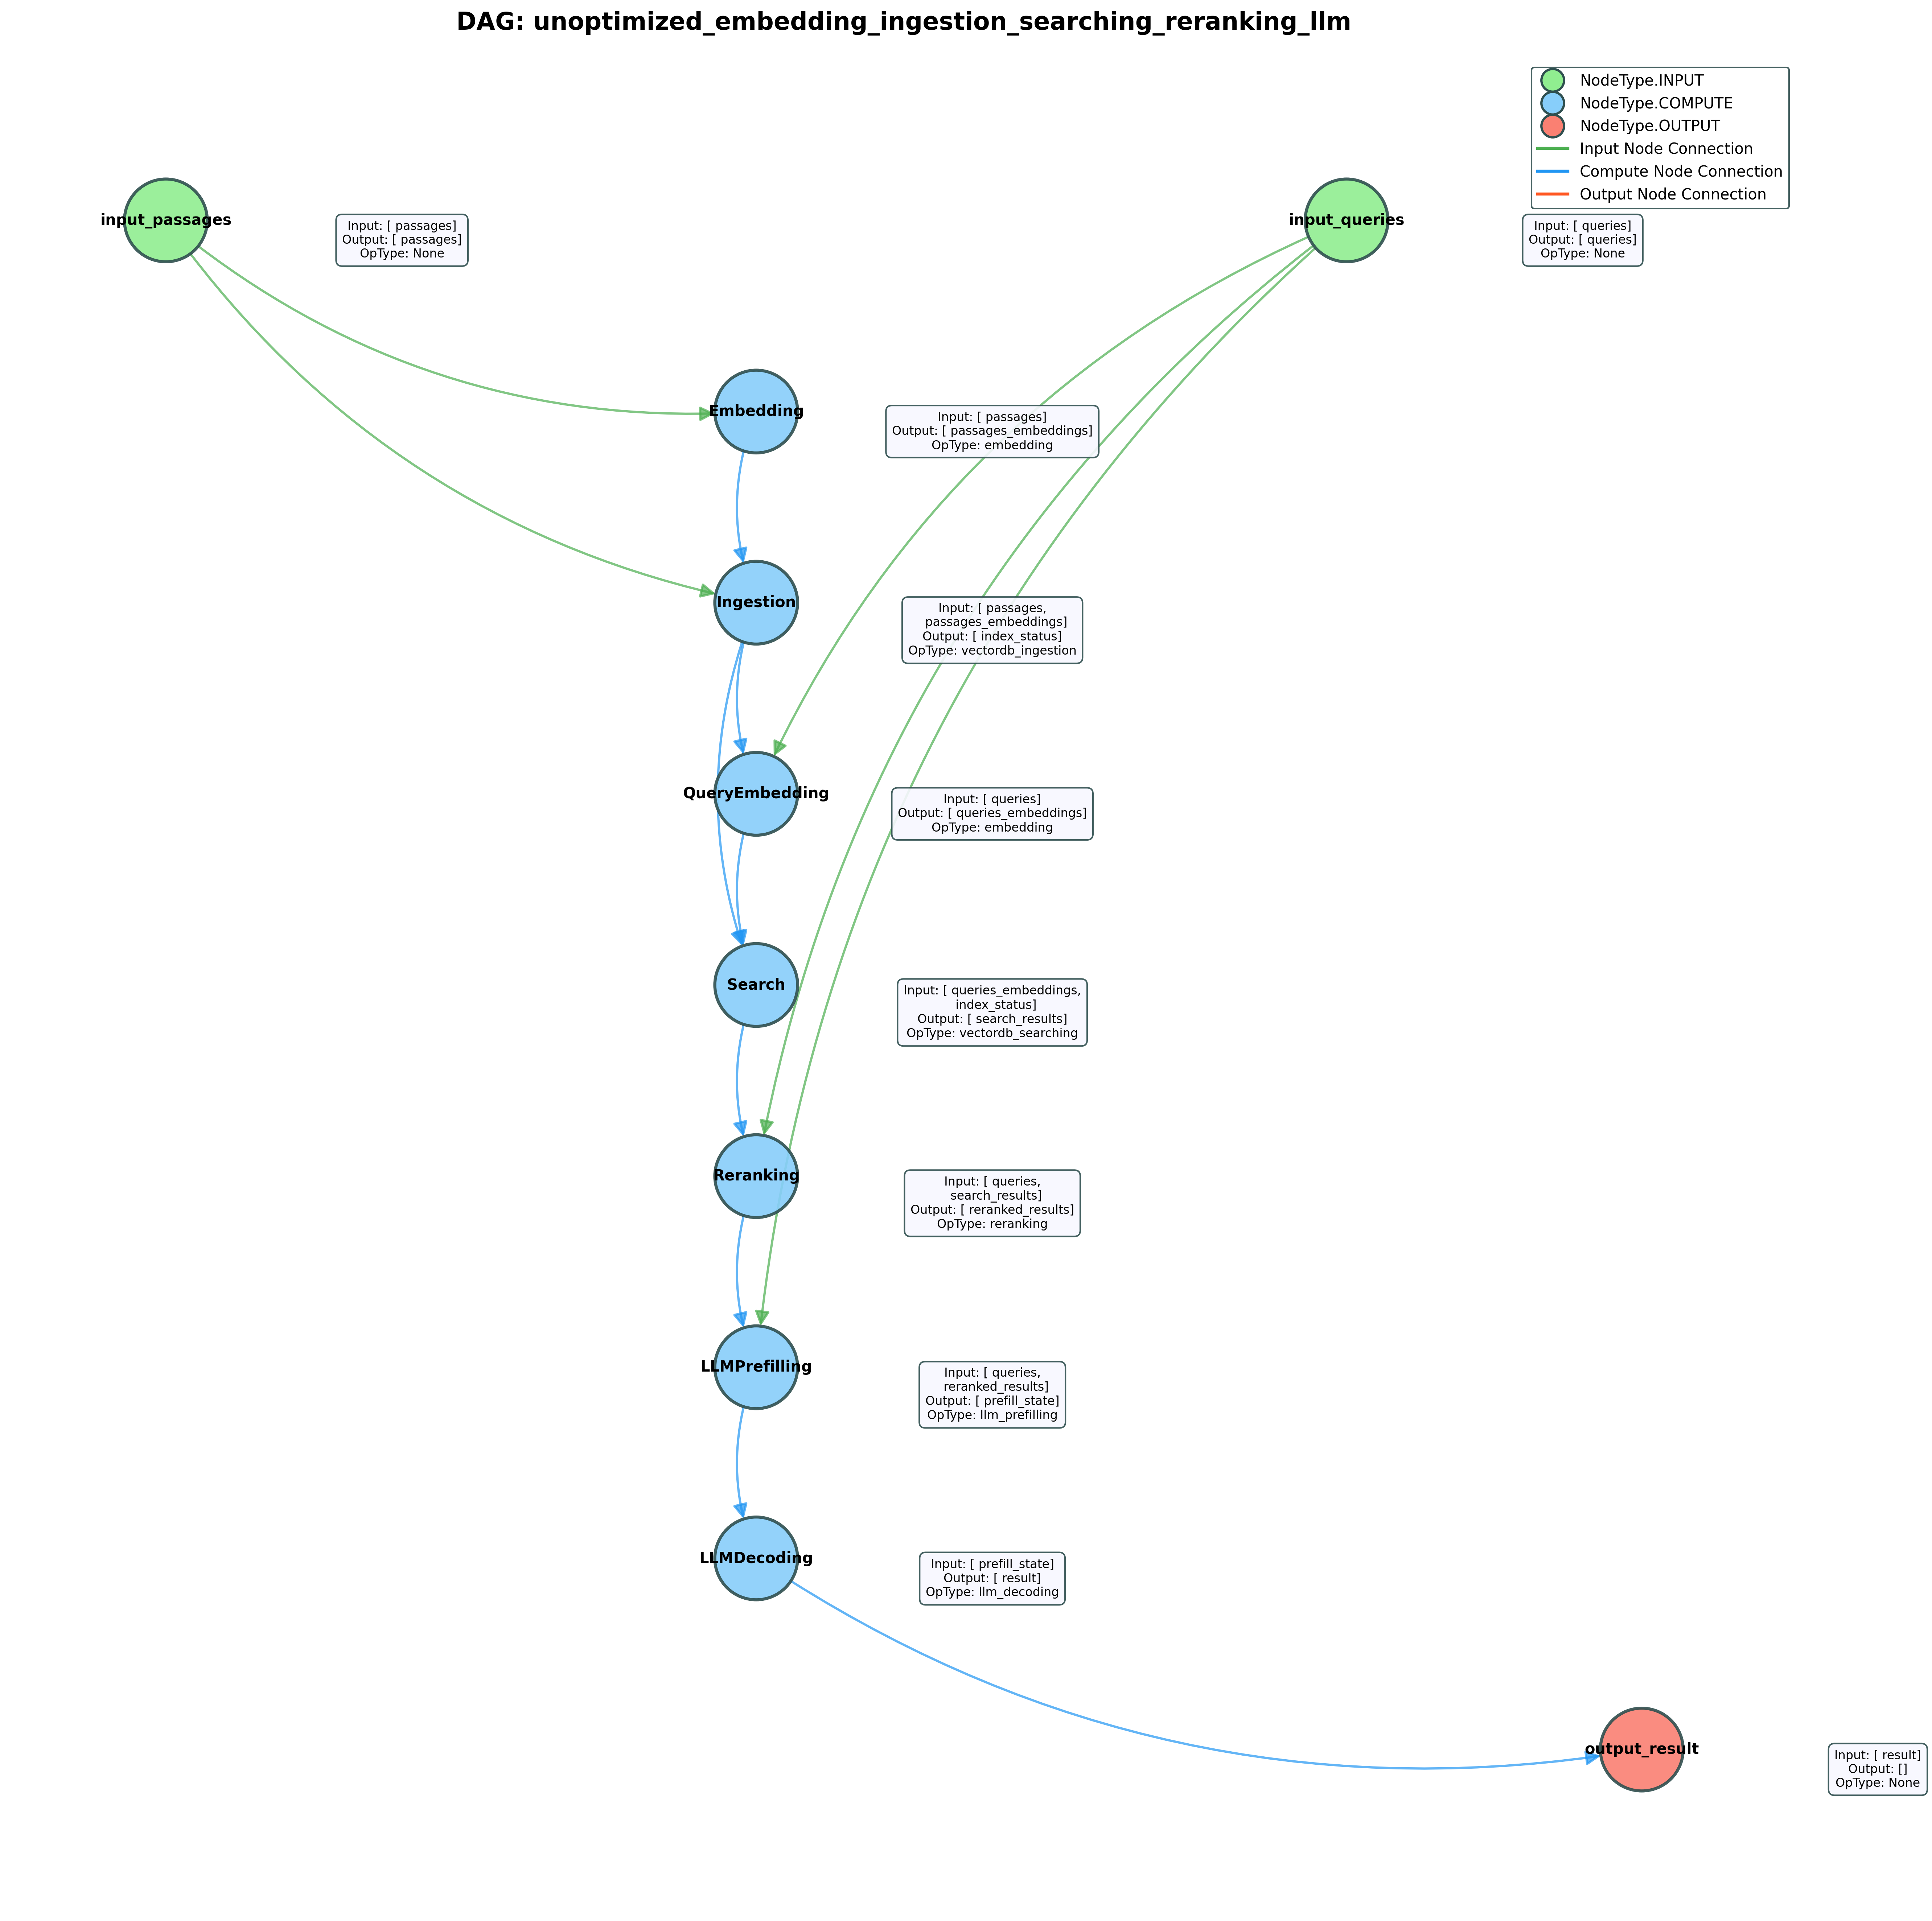 DAG: unoptimized_embedding_ingestion_searching_reranking_llm
NodeType.INPUT
NodeType.COMPUTE
NodeType.OUTPUT
Input Node Connection
Compute Node Connection
Output Node Connection
input_passages
Input: [ passages]
Output: [ passages]
OpType: None
input_queries
Input: [ queries]
Output: [ queries]
OpType: None
Embedding
Input: [ passages]
Output: [ passages_embeddings]
OpType: embedding
Ingestion
Input: [ passages,
passages_embeddings]
Output: [ index_status]
OpType: vectordb_ingestion
QueryEmbedding
Input: [ queries]
Output: [ queries_embeddings]
OpType: embedding
Search
Input: [ queries_embeddings,
index_status]
Output: [ search_results]
OpType: vectordb_searching
Reranking
Input: [ queries,
search_results]
Output: [ reranked_results]
OpType: reranking
LLMPrefilling
Input: [ queries,
reranked_results]
Output: [ prefill_state]
OpType: llm_prefilling
LLMDecoding
Input: [ prefill_state]
Output: [ result]
OpType: llm_decoding
output_result
Input: [ result]
Output: []
OpType: None